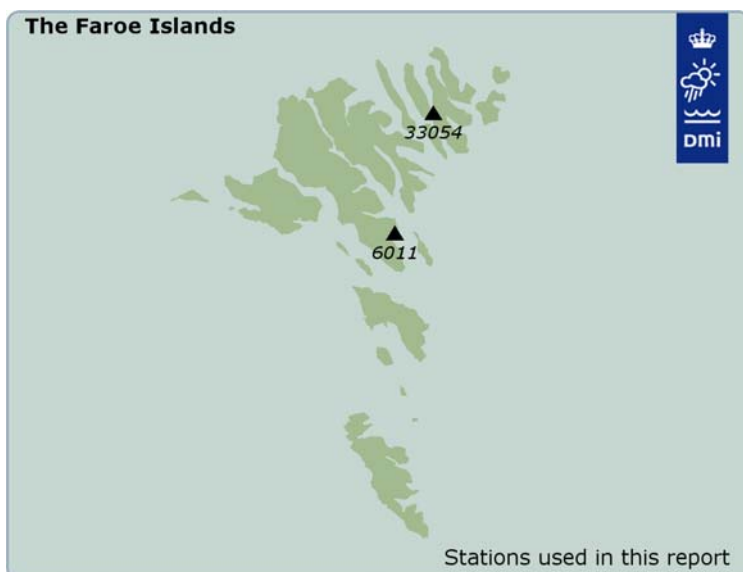 The Faroe Islands
DMi
33054
6011
Stations used in this report